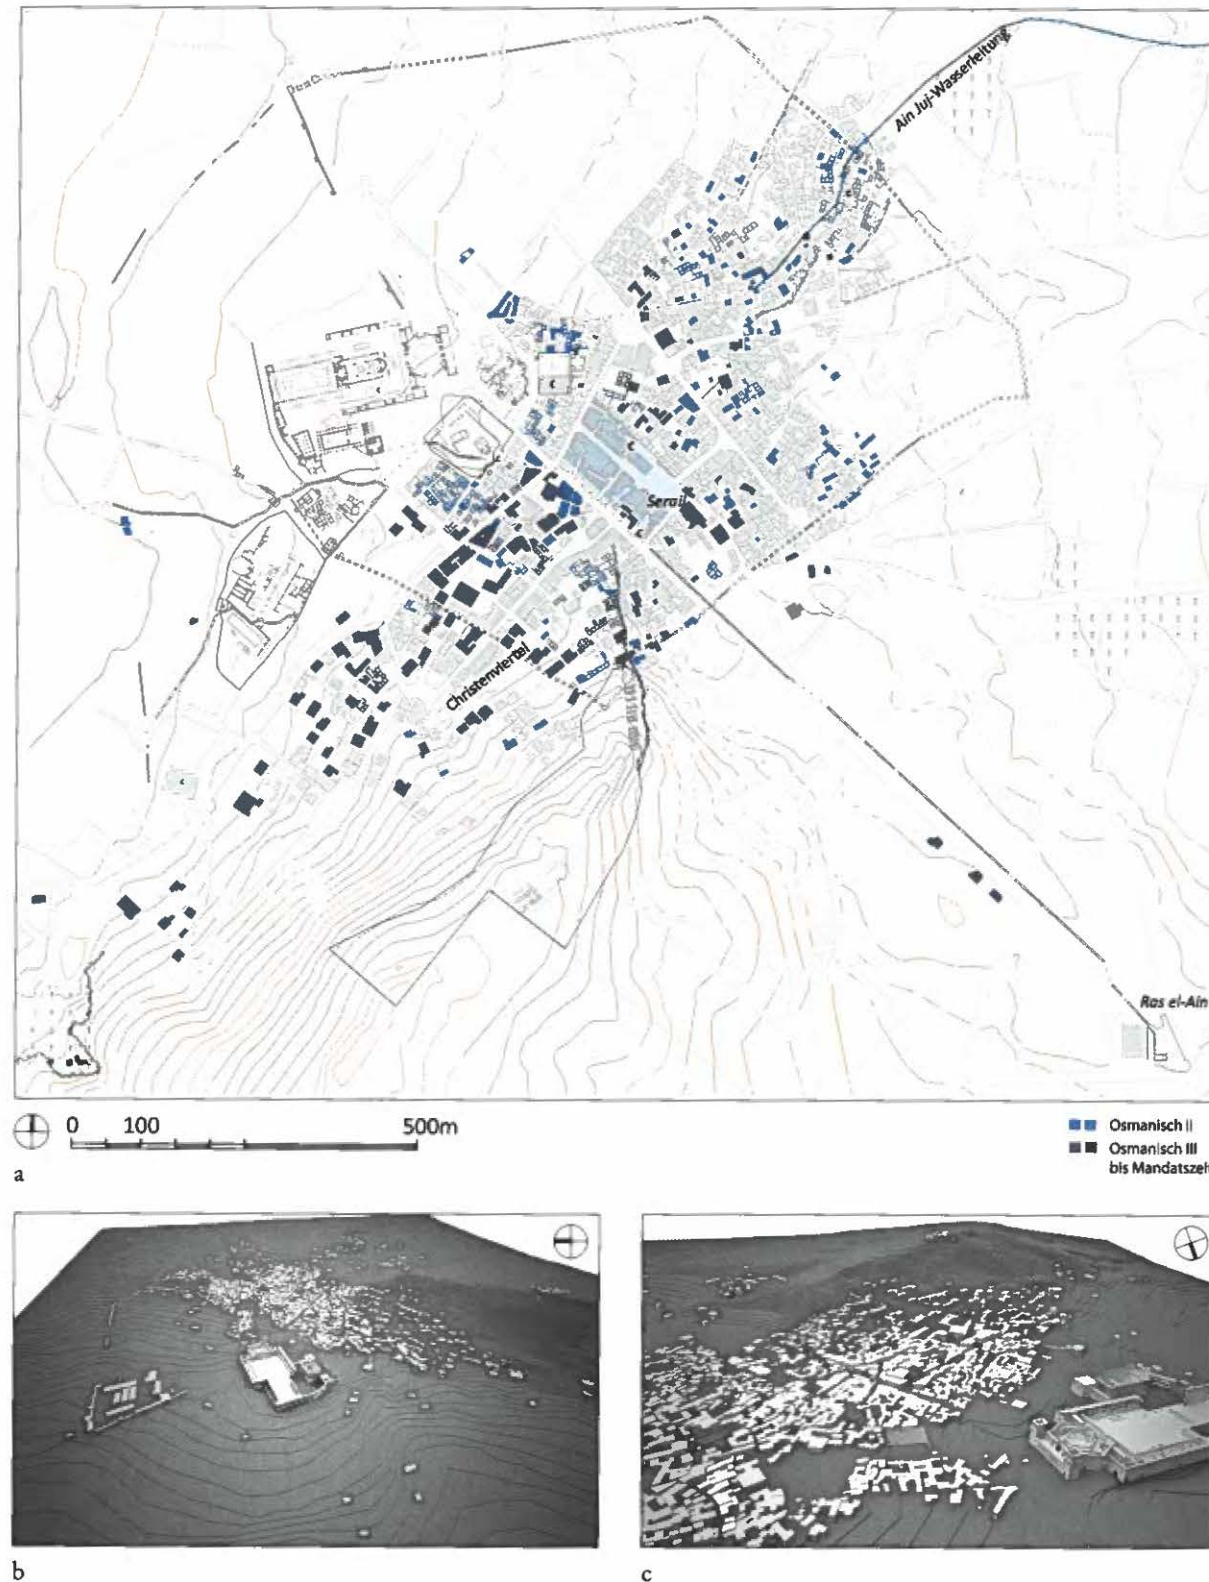 Ain Juj-Wasserleitung
Serail
Christenviertel
Ras el-Ain
0 100 500m
Osmanisch II
Osmanisch III
bis Mandatszeit
a
b
c